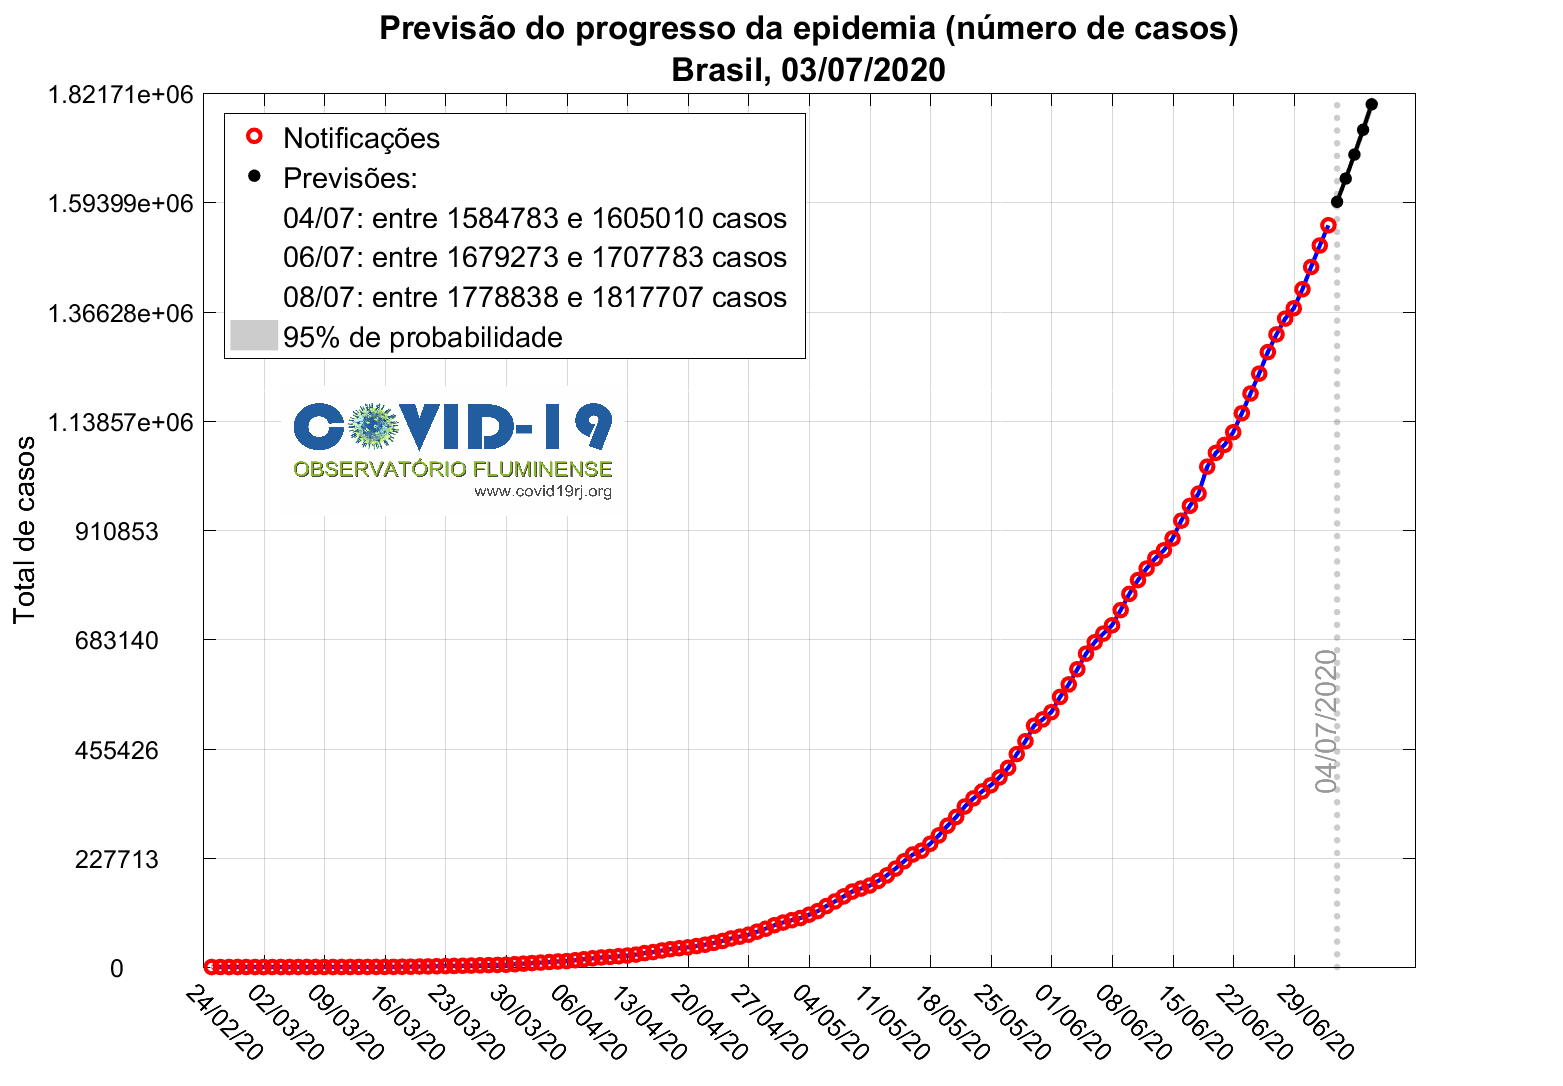 Previsão do progresso da epidemia (número de casos)
Brasil, 03/07/2020
1.82171e+06
1.59399e+06
1.36628e+06
1.13857e+06
910853
683140
455426
227713
0
Total de casos
Notificações
Previsões:
04/07: entre 1584783 e 1605010 casos
06/07: entre 1679273 e 1707783 casos
08/07: entre 1778838 e 1817707 casos
95% de probabilidade
COVID-19
OBSERVATÓRIO FLUMINENSE
www.covid19rj.org
04/07/2020
24/02/20
02/03/20
09/03/20
16/03/20
23/03/20
30/03/20
06/04/20
13/04/20
20/04/20
27/04/20
04/05/20
11/05/20
18/05/20
25/05/20
01/06/20
08/06/20
15/06/20
22/06/20
29/06/20